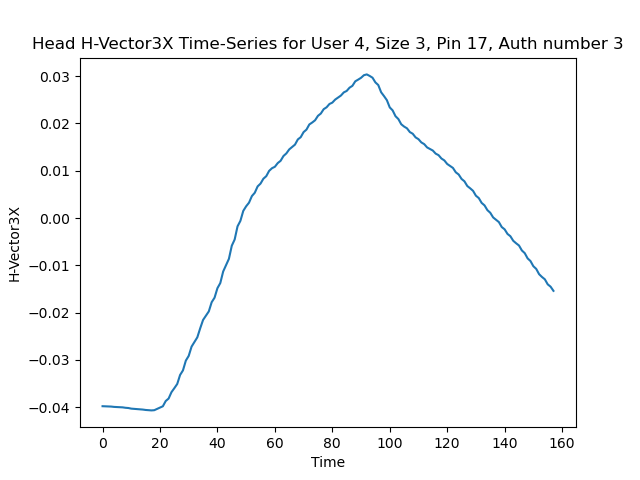 Head H-Vector3X Time-Series for User 4, Size 3, Pin 17, Auth number 3
0.03
0.02
0.01
0.00
−0.01
−0.02
−0.03
−0.04
H-Vector3X
0 20 40 60 80 100 120 140 160
Time